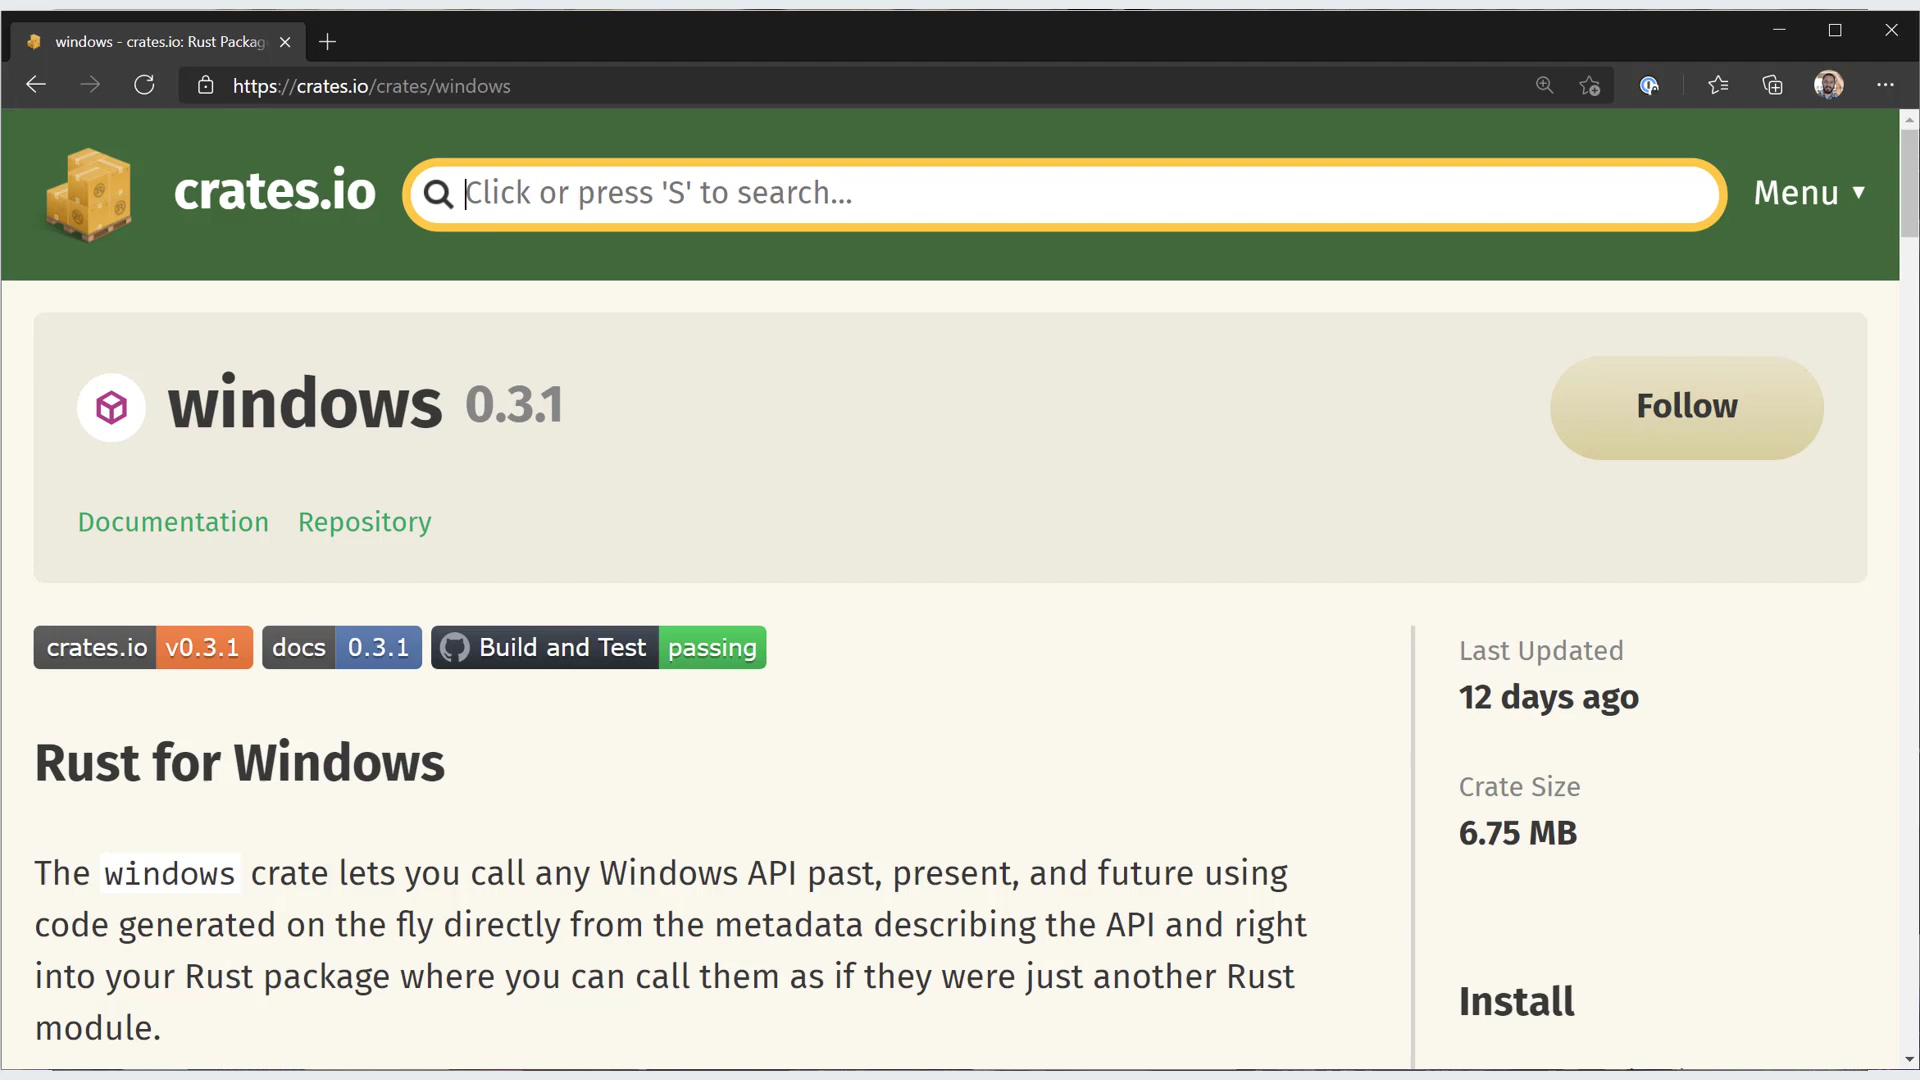 windows - crates.io: Rust Packag
https://crates.io/crates/windows
crates.io
Click or press 'S' to search...
Menu ▼
windows 0.3.1
Follow
Documentation Repository
crates.io v0.3.1 docs 0.3.1 Build and Test passing
Last Updated
12 days ago
Rust for Windows
Crate Size
6.75 MB
The windows crate lets you call any Windows API past, present, and future using
code generated on the fly directly from the metadata describing the API and right
into your Rust package where you can call them as if they were just another Rust
module.
Install